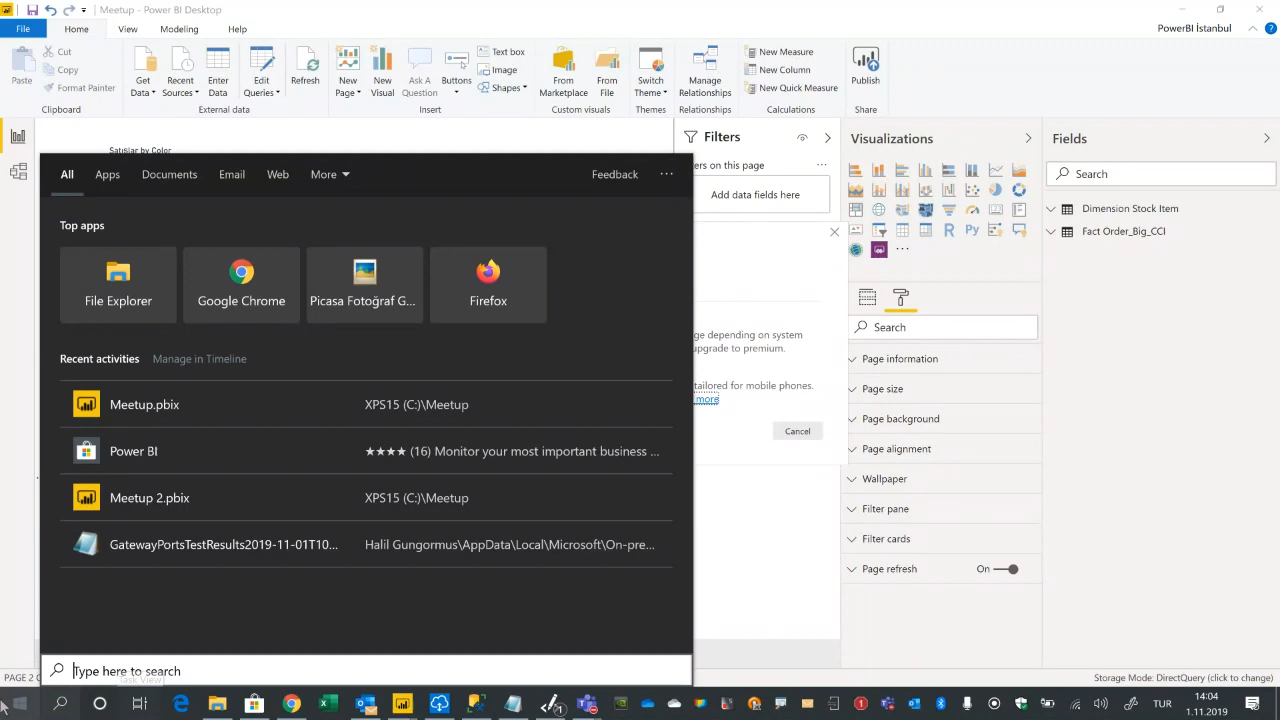 Meetup - Power BI Desktop
File
Home
View
Modeling
Help
PowerBI İstanbul
Paste
Cut
Copy
Format Painter
Clipboard
Get
Data
Recent
Sources
Enter
Data
Edit
Queries
Refresh
External data
New
Page
New
Visual
Ask A
Question
Buttons
Text box
Image
Shapes
Insert
From
Marketplace
From
File
Custom visuals
Switch
Theme
Themes
Manage
Relationships
Relationships
New Measure
New Column
New Quick Measure
Calculations
Publish
Share
Satışlar by Color
All
Apps
Documents
Email
Web
More
Feedback
Top apps
File Explorer
Google Chrome
Picasa Fotoğraf G...
Firefox
Recent activities
Manage in Timeline
Meetup.pbix
XPS15 (C:)\Meetup
Power BI
★★★★ (16) Monitor your most important business ...
Meetup 2.pbix
XPS15 (C:)\Meetup
GatewayPortsTestResults2019-11-01T10...
Halil Gungormus\AppData\Local\Microsoft\On-pre...
Type here to search
Task View
Filters
ers on this page
Add data fields here
ge depending on system
upgrade to premium.
tailored for mobile phones.
more
Cancel
Visualizations
R
Py
Search
Page information
Page size
Page background
Page alignment
Wallpaper
Filter pane
Filter cards
Page refresh
On
Fields
Search
Dimension Stock Item
Fact Order_Big_CCI
PAGE 2 O
Storage Mode: DirectQuery (click to change)
TUR
14:04
1.11.2019